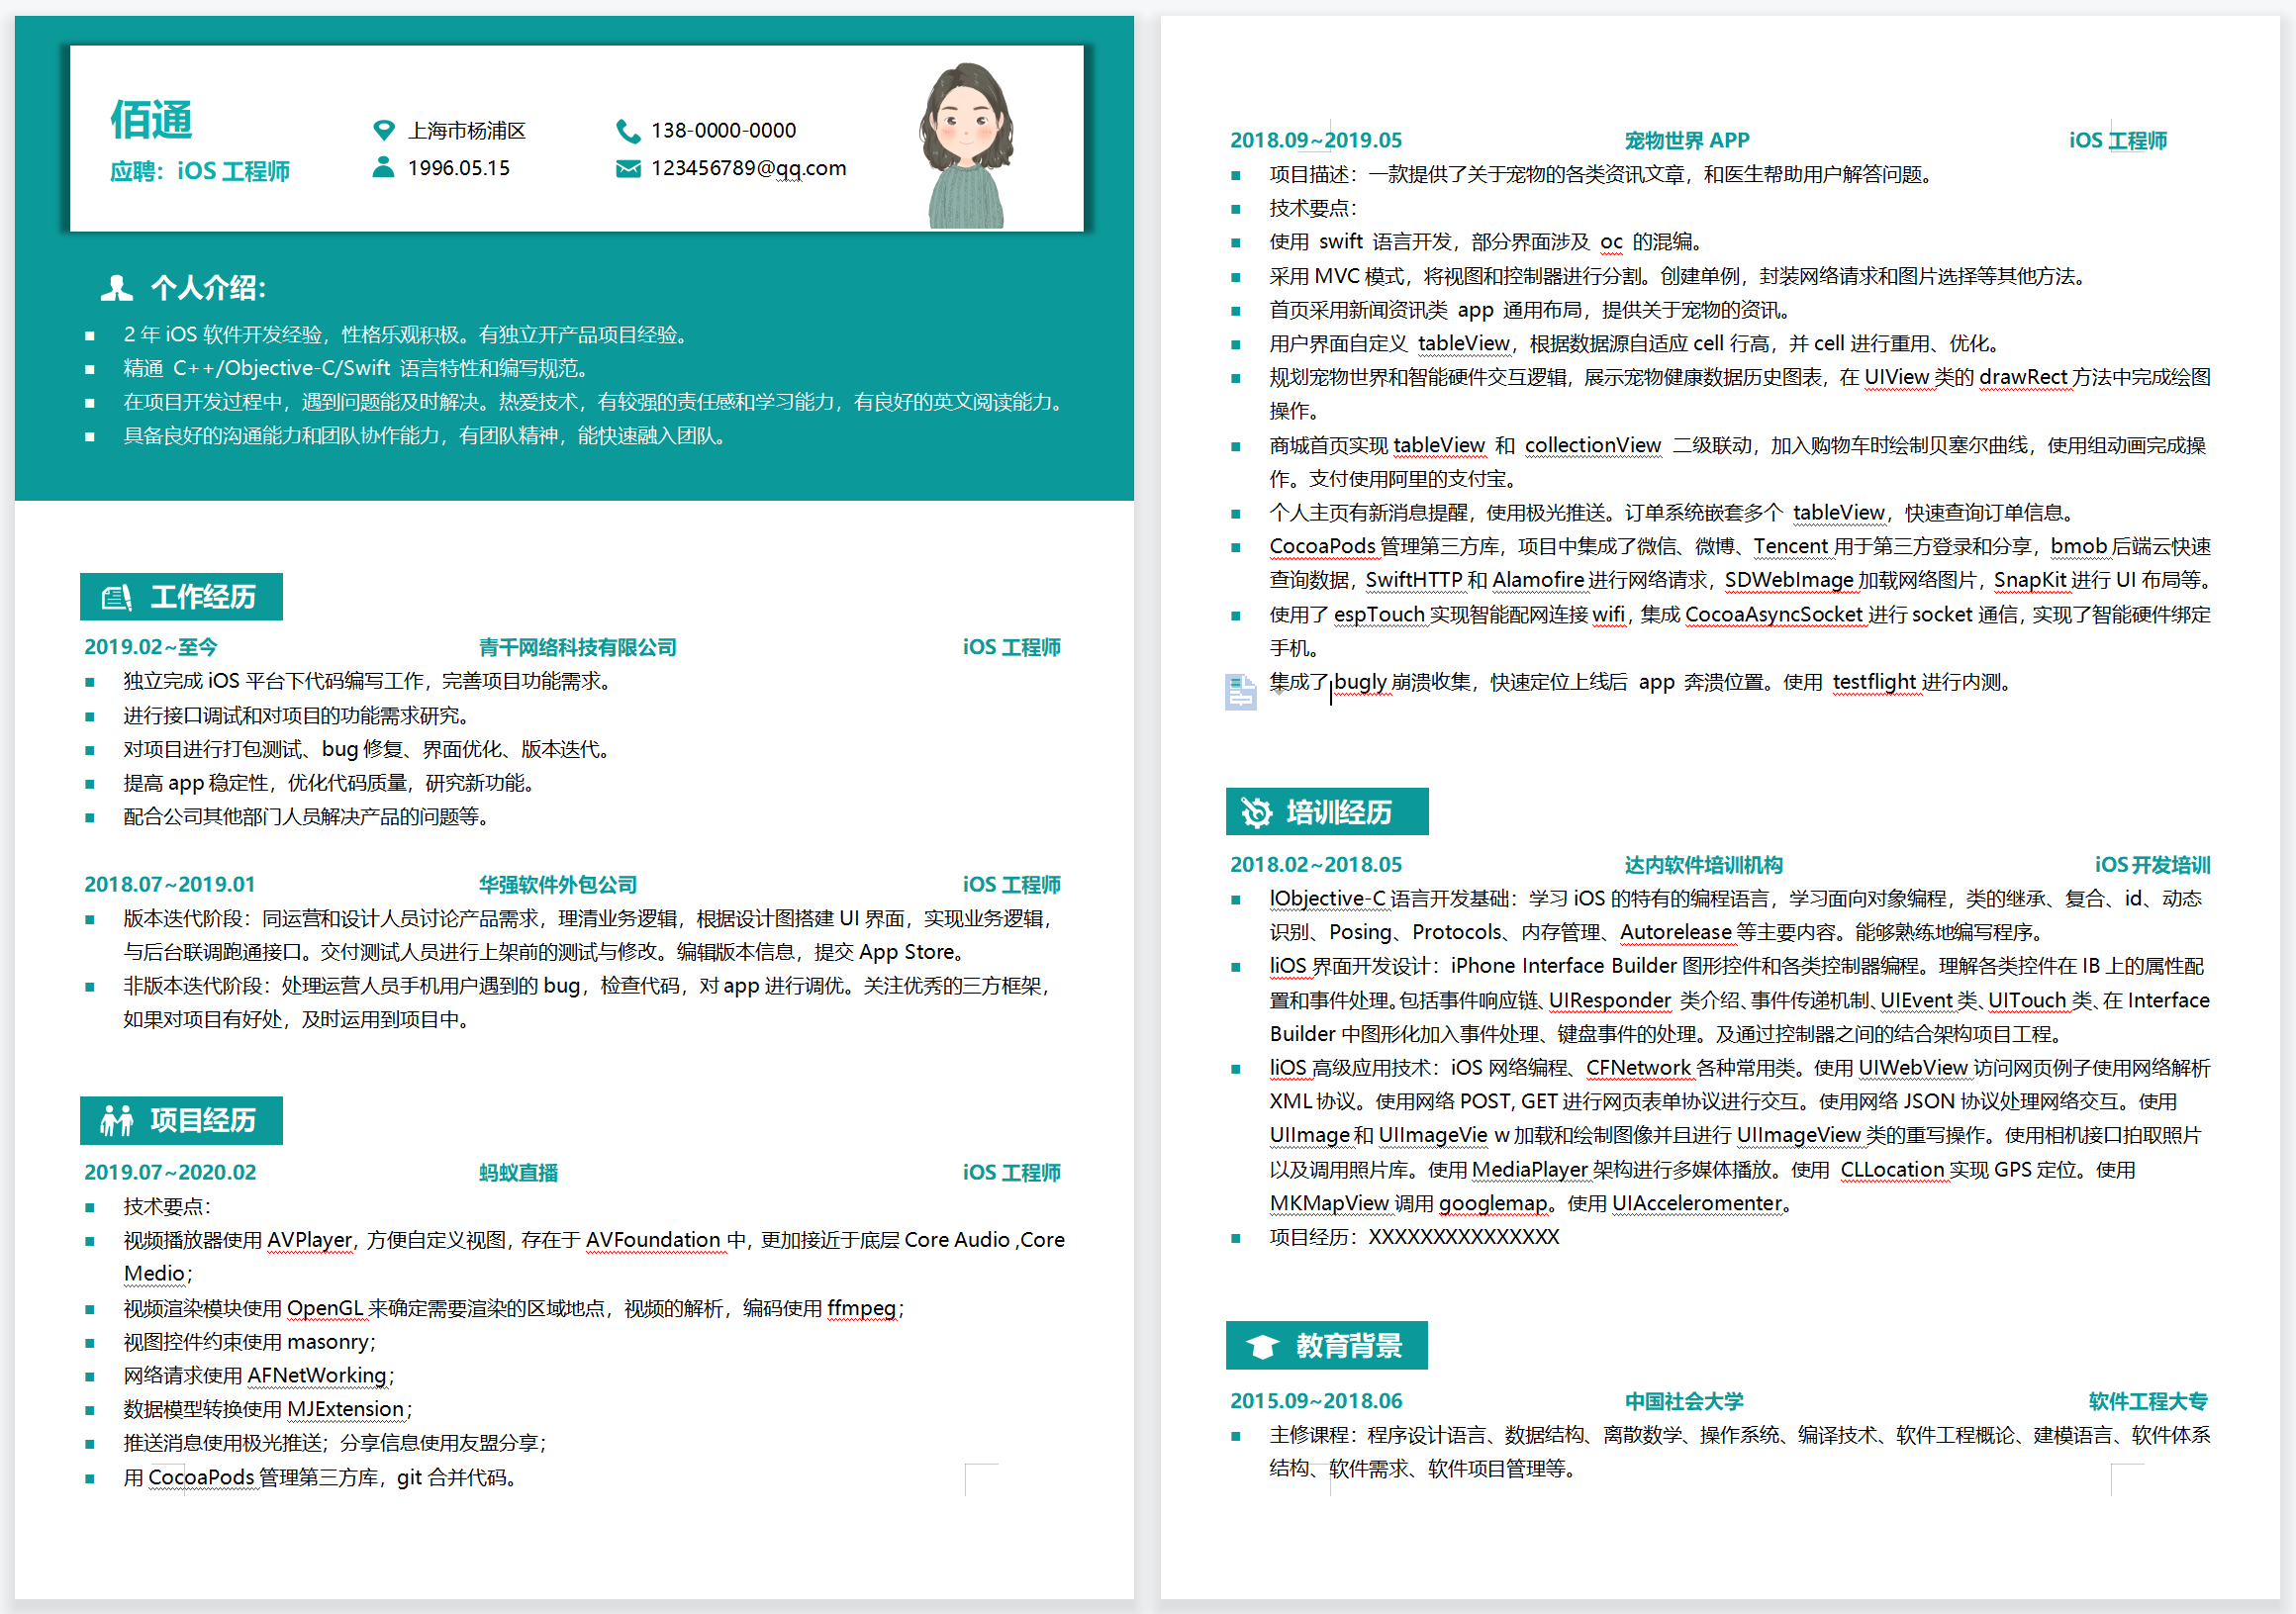 佰通
应聘：iOS 工程师
上海市杨浦区
138-0000-0000
1996.05.15
123456789@qq.com
个人介绍：
2 年 iOS 软件开发经验，性格乐观积极。有独立开产品项目经验。
精通 C++/Objective-C/Swift 语言特性和编写规范。
在项目开发过程中，遇到问题能及时解决。热爱技术，有较强的责任感和学习能力，有良好的英文阅读能力。
具备良好的沟通能力和团队协作能力，有团队精神，能快速融入团队。
工作经历
2019.02~至今 青千网络科技有限公司 iOS 工程师
独立完成 iOS 平台下代码编写工作，完善项目功能需求。
进行接口调试和对项目的功能需求研究。
对项目进行打包测试、bug 修复、界面优化、版本迭代。
提高 app 稳定性，优化代码质量，研究新功能。
配合公司其他部门人员解决产品的问题等。
2018.07~2019.01 华强软件外包公司 iOS 工程师
版本迭代阶段：同运营和设计人员讨论产品需求，理清业务逻辑，根据设计图搭建 UI 界面，实现业务逻辑，
与后台联调跑通接口。交付测试人员进行上架前的测试与修改。编辑版本信息，提交 App Store。
非版本迭代阶段：处理运营人员手机用户遇到的 bug，检查代码，对 app 进行调优。关注优秀的三方框架，
如果对项目有好处，及时运用到项目中。
项目经历
2019.07~2020.02 蚂蚁直播 iOS 工程师
技术要点：
视频播放器使用 AVPlayer，方便自定义视图，存在于 AVFoundation 中，更加接近于底层 Core Audio ,Core
Medio；
视频渲染模块使用 OpenGL 来确定需要渲染的区域地点，视频的解析，编码使用 ffmpeg；
视图控件约束使用 masonry；
网络请求使用 AFNetWorking；
数据模型转换使用 MJExtension；
推送消息使用极光推送；分享信息使用友盟分享；
用 CocoaPods 管理第三方库，git 合并代码。
2018.09~2019.05 宠物世界 APP iOS 工程师
项目描述：一款提供了关于宠物的各类资讯文章，和医生帮助用户解答问题。
技术要点：
使用 swift 语言开发，部分界面涉及 oc 的混编。
采用 MVC 模式，将视图和控制器进行分割。创建单例，封装网络请求和图片选择等其他方法。
首页采用新闻资讯类 app 通用布局，提供关于宠物的资讯。
用户界面自定义 tableView，根据数据源自适应 cell 行高，并 cell 进行重用、优化。
规划宠物世界和智能硬件交互逻辑，展示宠物健康数据历史图表，在 UIView 类的 drawRect 方法中完成绘图
操作。
商城首页实现 tableView 和 collectionView 二级联动，加入购物车时绘制贝塞尔曲线，使用组动画完成操
作。支付使用阿里的支付宝。
个人主页有新消息提醒，使用极光推送。订单系统嵌套多个 tableView，快速查询订单信息。
CocoaPods 管理第三方库，项目中集成了微信、微博、Tencent 用于第三方登录和分享，bmob 后端云快速
查询数据，SwiftHTTP 和 Alamofire 进行网络请求，SDWebImage 加载网络图片，SnapKit 进行 UI 布局等。
使用了 espTouch 实现智能配网连接 wifi，集成 CocoaAsyncSocket 进行 socket 通信，实现了智能硬件绑定
手机。
集成了 bugly 崩溃收集，快速定位上线后 app 奔溃位置。使用 testflight 进行内测。
培训经历
2018.02~2018.05 达内软件培训机构 iOS 开发培训
lObjective-C 语言开发基础：学习 iOS 的特有的编程语言，学习面向对象编程，类的继承、复合、id、动态
识别、Posing、Protocols、内存管理、Autorelease 等主要内容。能够熟练地编写程序。
liOS 界面开发设计：iPhone Interface Builder 图形控件和各类控制器编程。理解各类控件在 IB 上的属性配
置和事件处理。包括事件响应链、UIResponder 类介绍、事件传递机制、UIEvent 类、UITouch 类、在 Interface
Builder 中图形化加入事件处理、键盘事件的处理。及通过控制器之间的结合架构项目工程。
liOS 高级应用技术：iOS 网络编程、CFNetwork 各种常用类。使用 UIWebView 访问网页例子使用网络解析
XML 协议。使用网络 POST, GET 进行网页表单协议进行交互。使用网络 JSON 协议处理网络交互。使用
UIImage 和 UIImageVie w 加载和绘制图像并且进行 UIImageView 类的重写操作。使用相机接口拍取照片
以及调用照片库。使用 MediaPlayer 架构进行多媒体播放。使用 CLLocation 实现 GPS 定位。使用
MKMapView 调用 googlemap。使用 UIAcceleromenter。
项目经历：XXXXXXXXXXXXXXX
教育背景
2015.09~2018.06 中国社会大学 软件工程大专
主修课程：程序设计语言、数据结构、离散数学、操作系统、编译技术、软件工程概论、建模语言、软件体系
结构、软件需求、软件项目管理等。